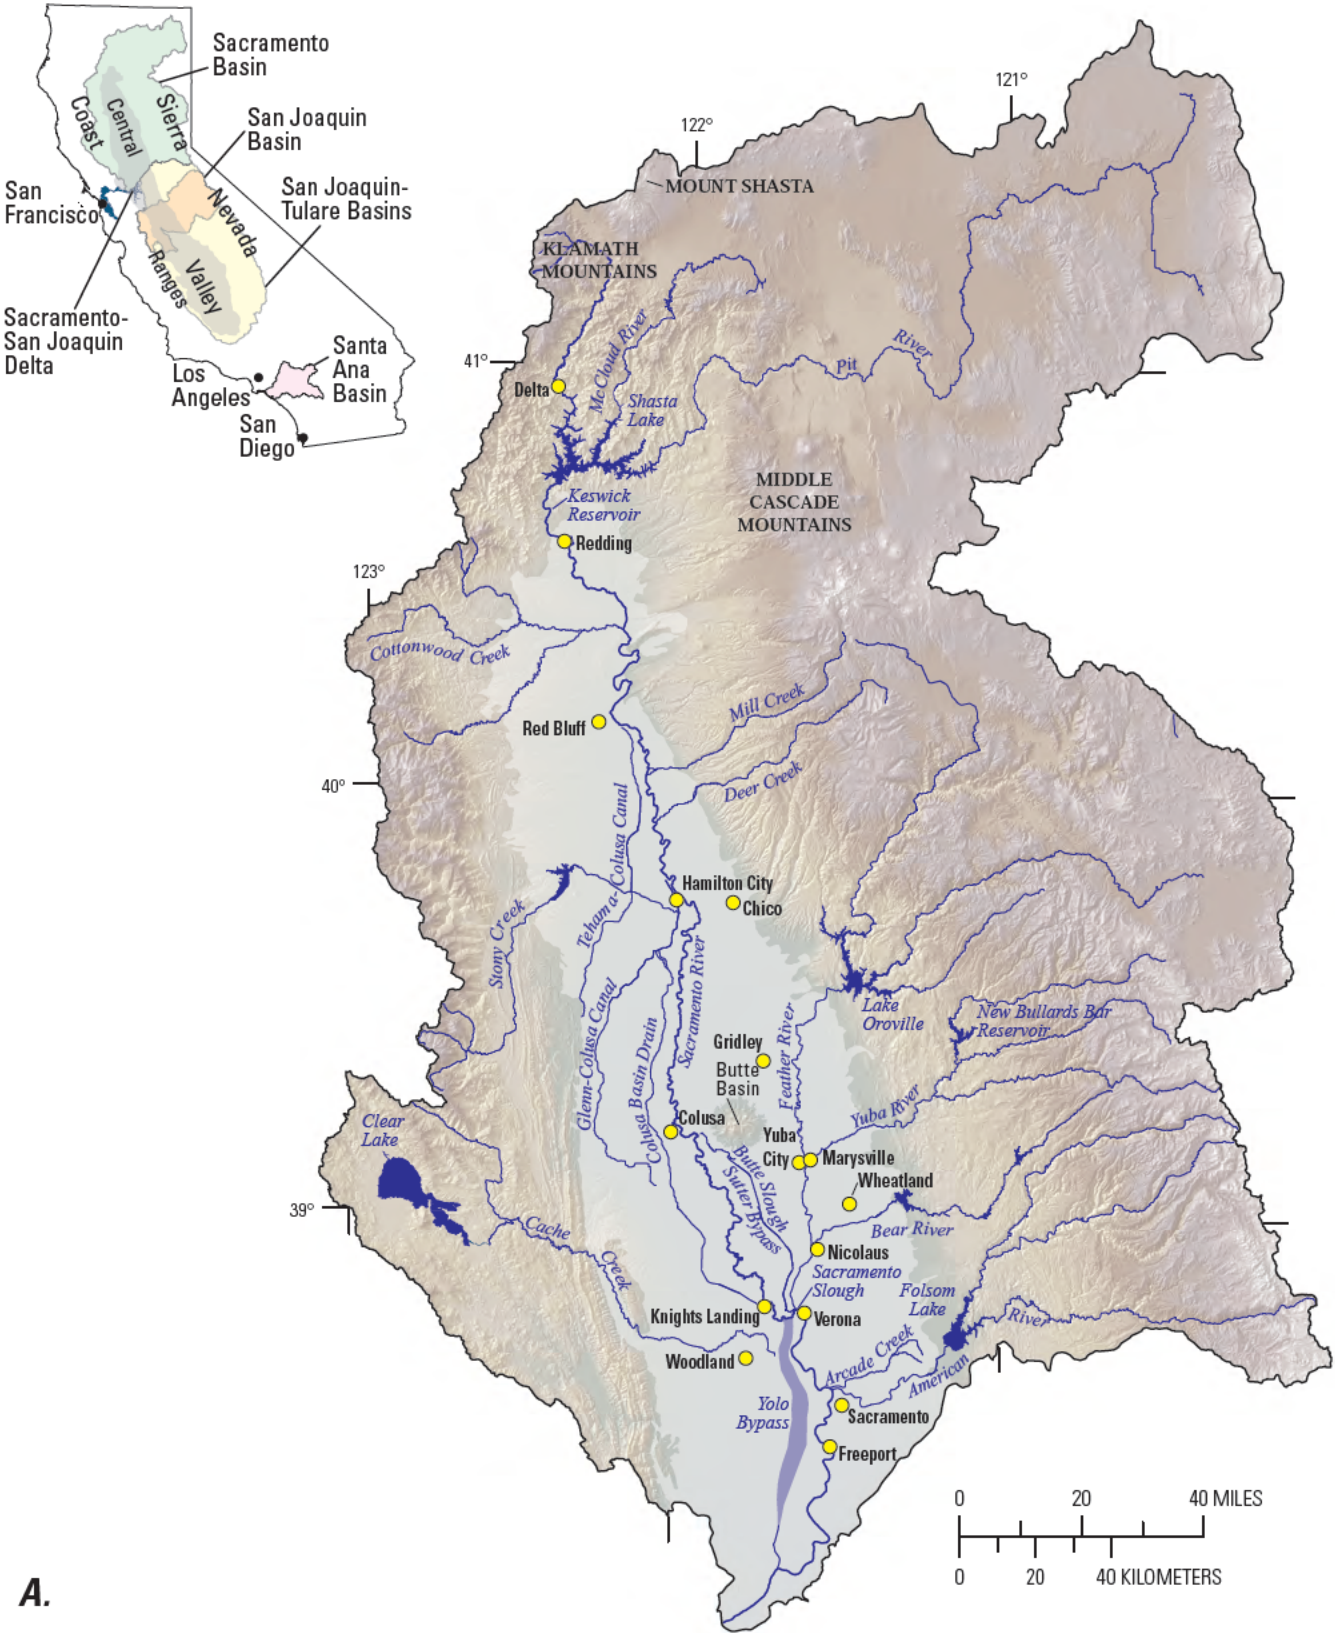 Sacramento
Basin
San Joaquin
Basin
San Joaquin-
Tulare Basins
Coast
Central
Sierra
Nevada
Ranges
Valley
San
Francisco
Sacramento-
San Joaquin
Delta
Los
Angeles
San
Diego
Santa
Ana
Basin
121°
122°
MOUNT SHASTA
KLAMATH
MOUNTAINS
McCloud River
41°
Pit
River
Delta
Shasta
Lake
MIDDLE
CASCADE
MOUNTAINS
Keswick
Reservoir
Redding
123°
Cottonwood Creek
Mill Creek
Red Bluff
Deer Creek
40°
Tehama-Colusa Canal
Hamilton City
Chico
Stony Creek
Sacramento River
Glenn-Colusa Canal
Colusa Basin Drain
Lake
Oroville
New Bullards Bar
Reservoir
Feather River
Gridley
Butte
Basin
Yuba River
Colusa
Clear
Lake
Yuba
City
Marysville
Wheatland
Butte Slough
Sutter Bypass
39°
Cache
Creek
Bear River
Nicolaus
Sacramento
Slough
Folsom
Lake
Knights Landing
Verona
River
Woodland
Arcade Creek
American
Yolo
Bypass
Sacramento
Freeport
0 20 40 MILES
0 20 40 KILOMETERS
A.